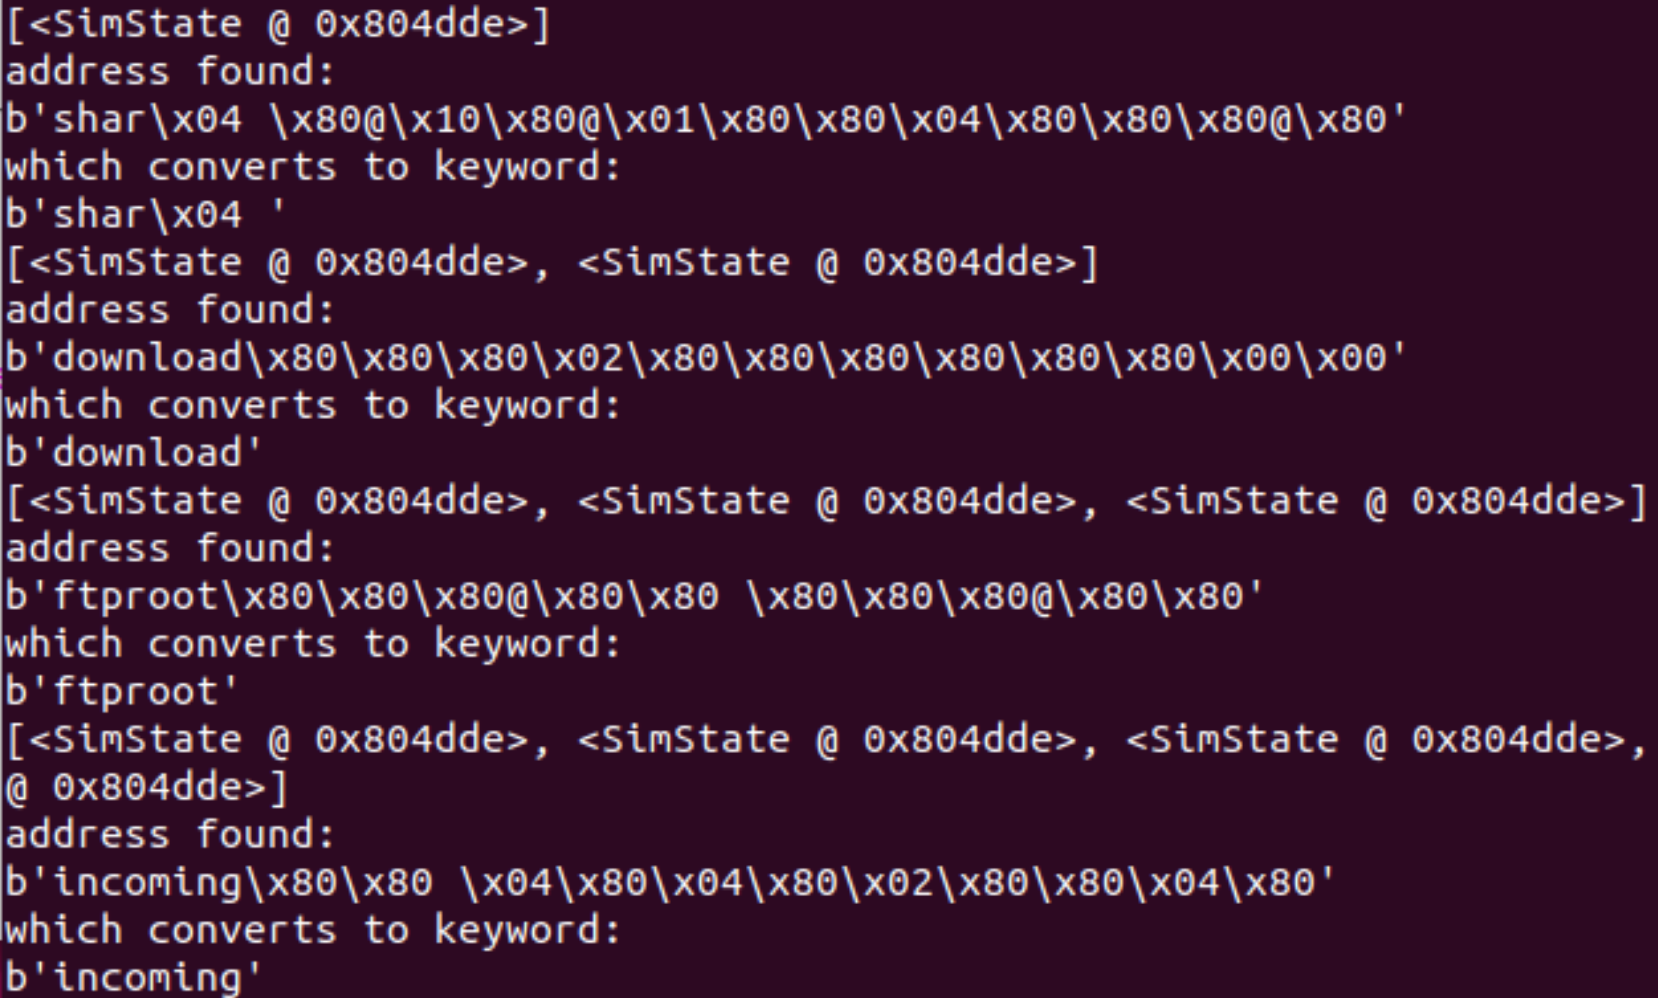 [<SimState @ 0x804dde>]
address found:
b'shar\x04 \x80@\x10\x80@\x01\x80\x80\x04\x80\x80\x80@\x80'
which converts to keyword:
b'shar\x04 '
[<SimState @ 0x804dde>, <SimState @ 0x804dde>]
address found:
b'download\x80\x80\x80\x02\x80\x80\x80\x80\x80\x80\x00\x00'
which converts to keyword:
b'download'
[<SimState @ 0x804dde>, <SimState @ 0x804dde>, <SimState @ 0x804dde>]
address found:
b'ftproot\x80\x80\x80@\x80\x80 \x80\x80\x80@\x80\x80'
which converts to keyword:
b'ftproot'
[<SimState @ 0x804dde>, <SimState @ 0x804dde>, <SimState @ 0x804dde>,
@ 0x804dde>]
address found:
b'incoming\x80\x80 \x04\x80\x04\x80\x02\x80\x80\x04\x80'
which converts to keyword:
b'incoming'